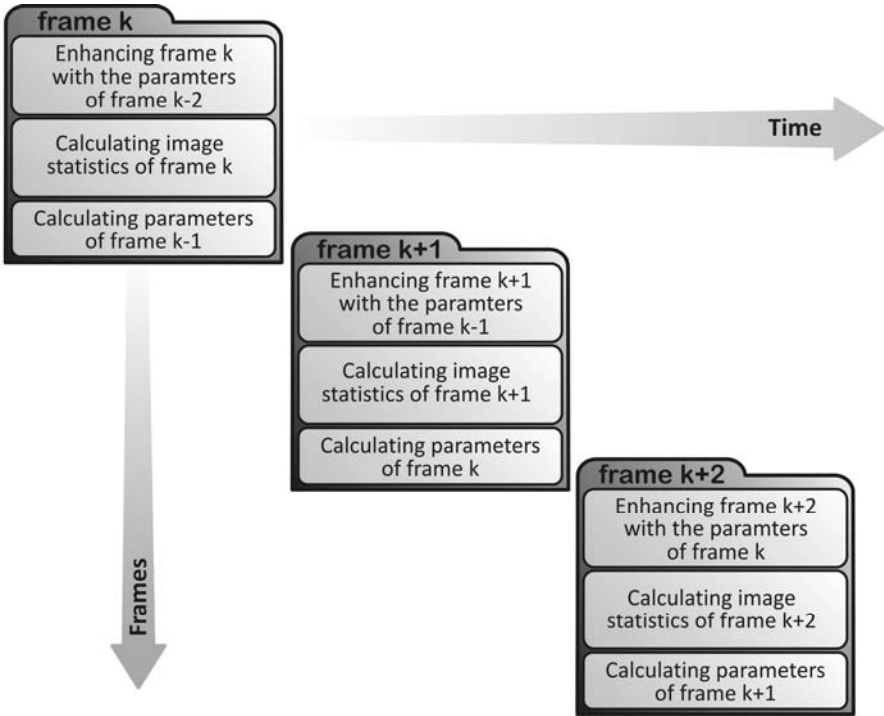 frame k
Enhancing frame k
with the paramters
of frame k-2
Calculating image
statistics of frame k
Calculating parameters
of frame k-1
Time
frame k+1
Enhancing frame k+1
with the paramters
of frame k-1
Calculating image
statistics of frame k+1
Calculating parameters
of frame k
Frames
frame k+2
Enhancing frame k+2
with the paramters
of frame k
Calculating image
statistics of frame k+2
Calculating parameters
of frame k+1